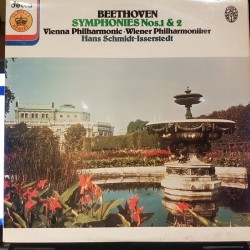 DECCA
BEETHOVEN
SYMPHONIES Nos.1 & 2
Vienna Philharmonic·Wiener Philharmoniker
Hans Schmidt-Isserstedt